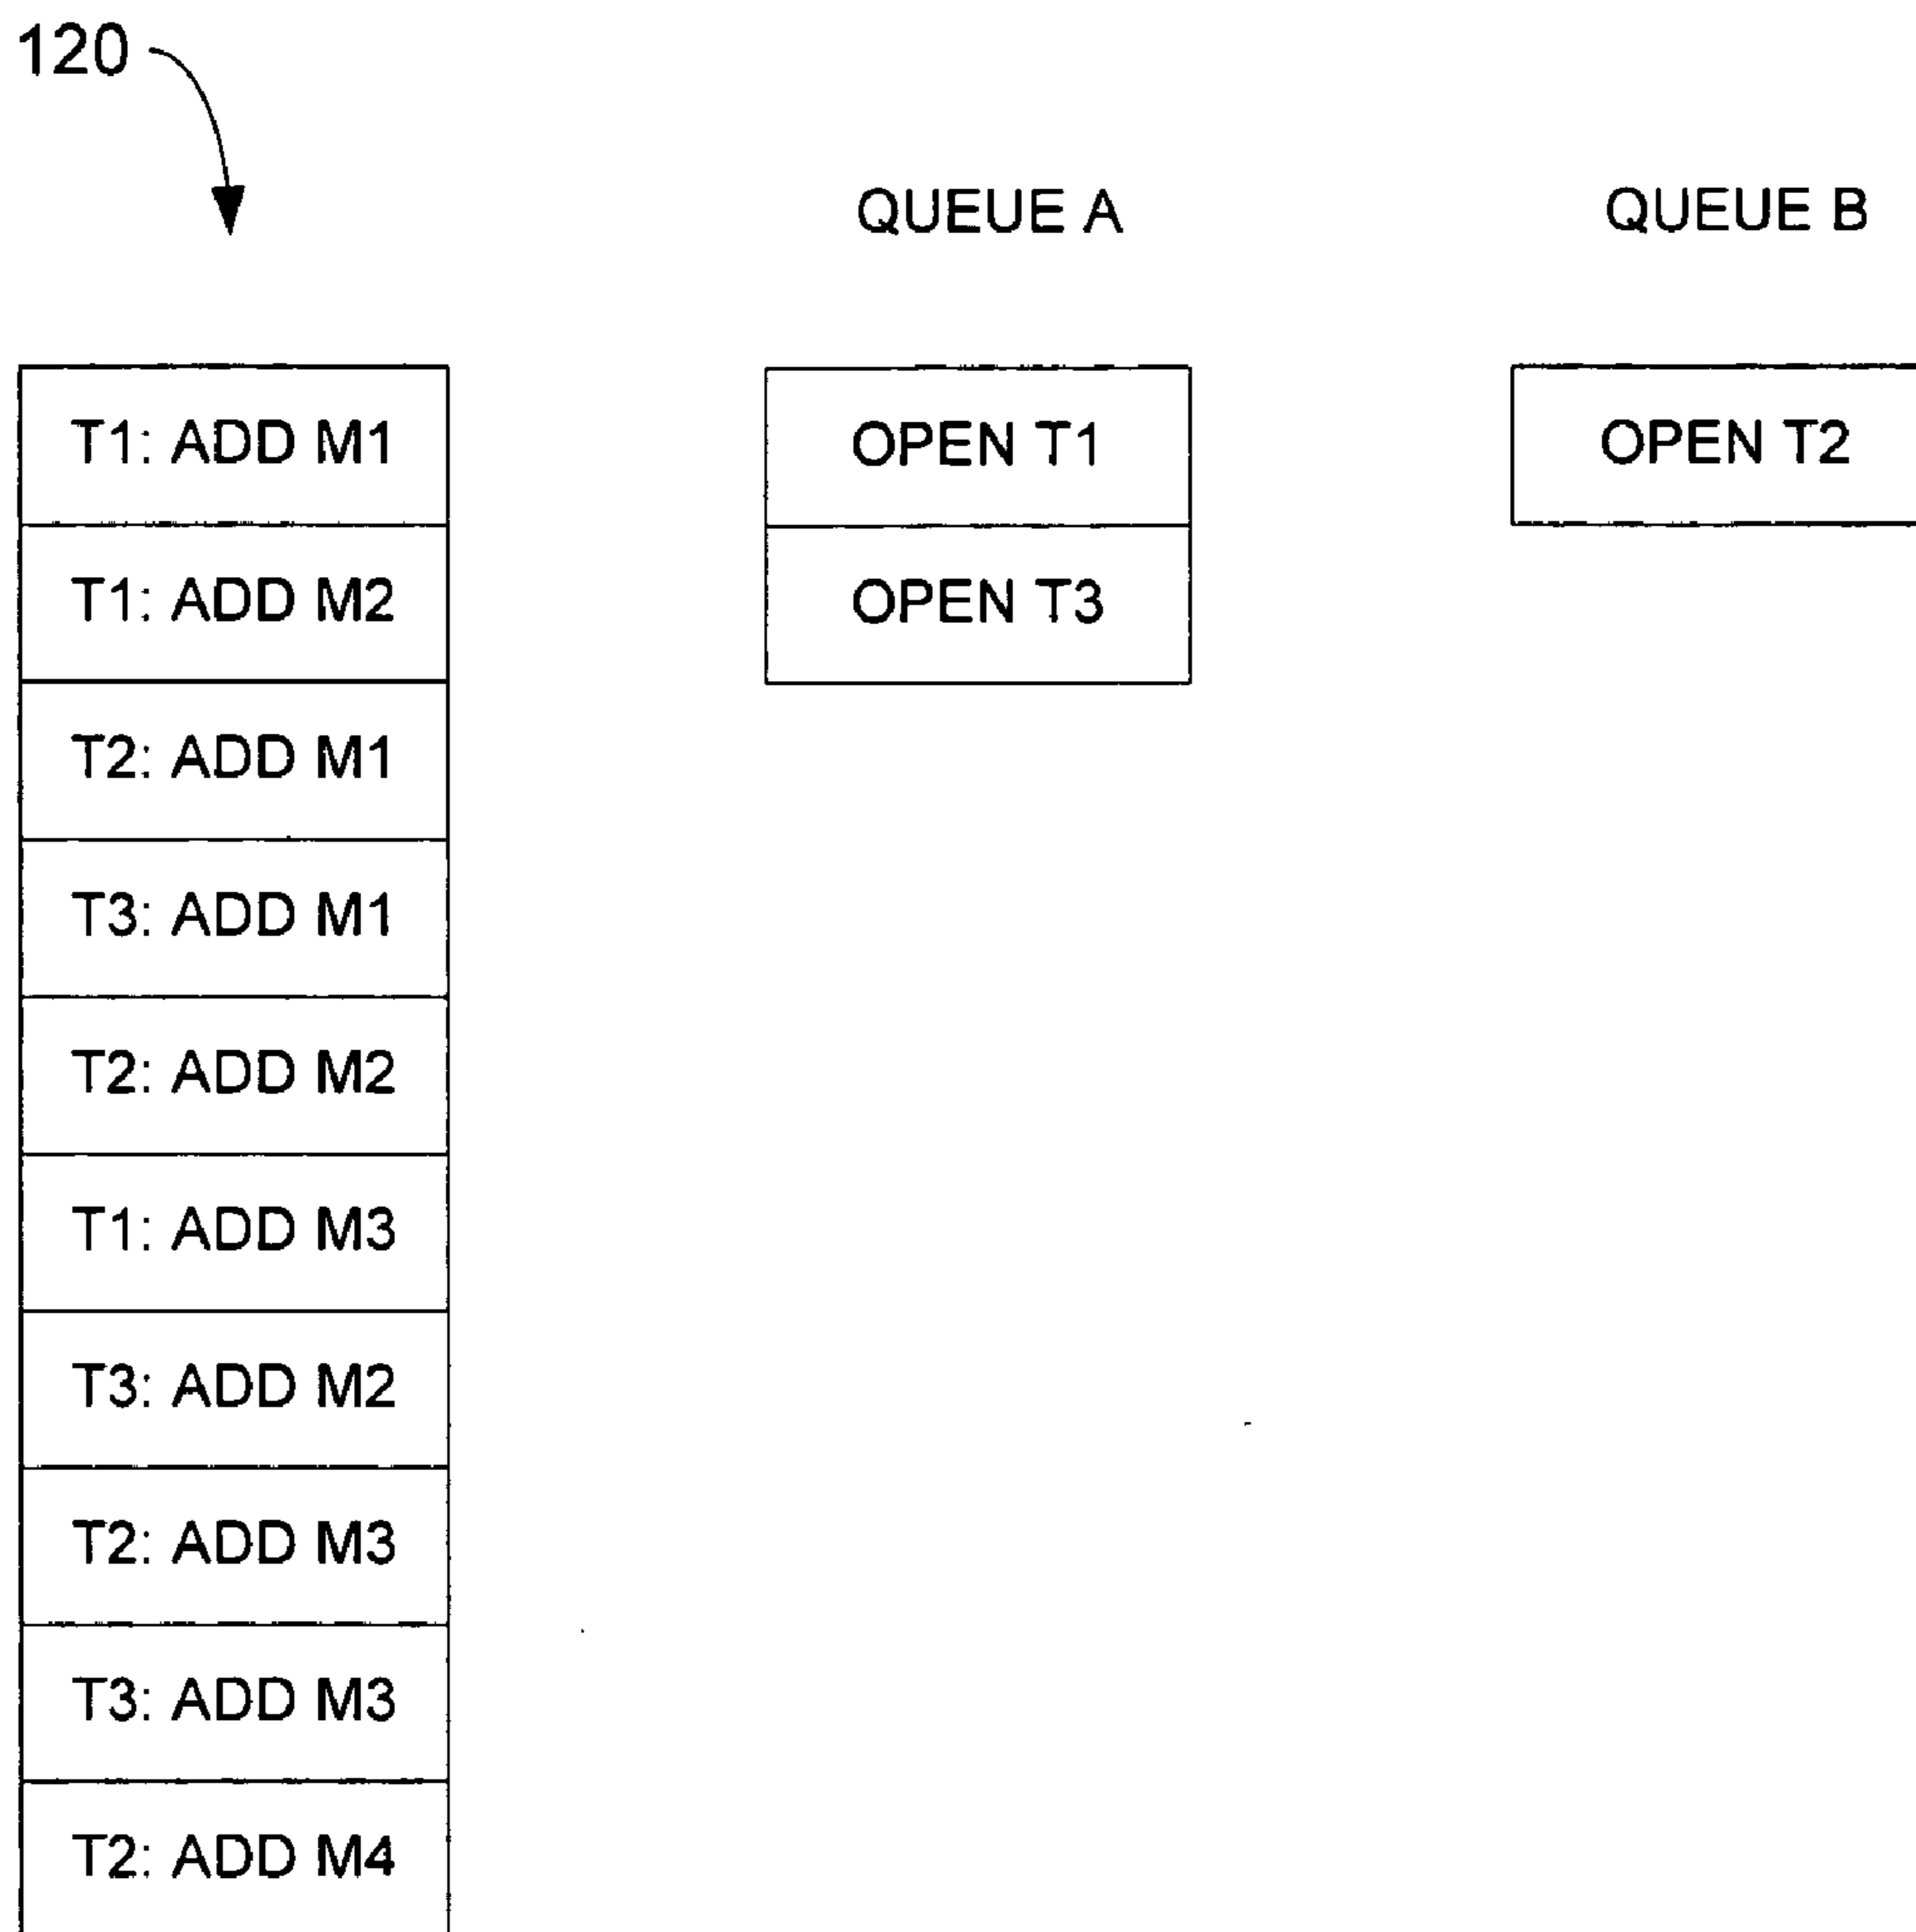 120
QUEUE A
QUEUE B
T1: ADD M1
T1: ADD M2
T2: ADD M1
T3: ADD M1
T2: ADD M2
T1: ADD M3
T3: ADD M2
T2: ADD M3
T3: ADD M3
T2: ADD M4
OPEN T1
OPEN T3
OPEN T2